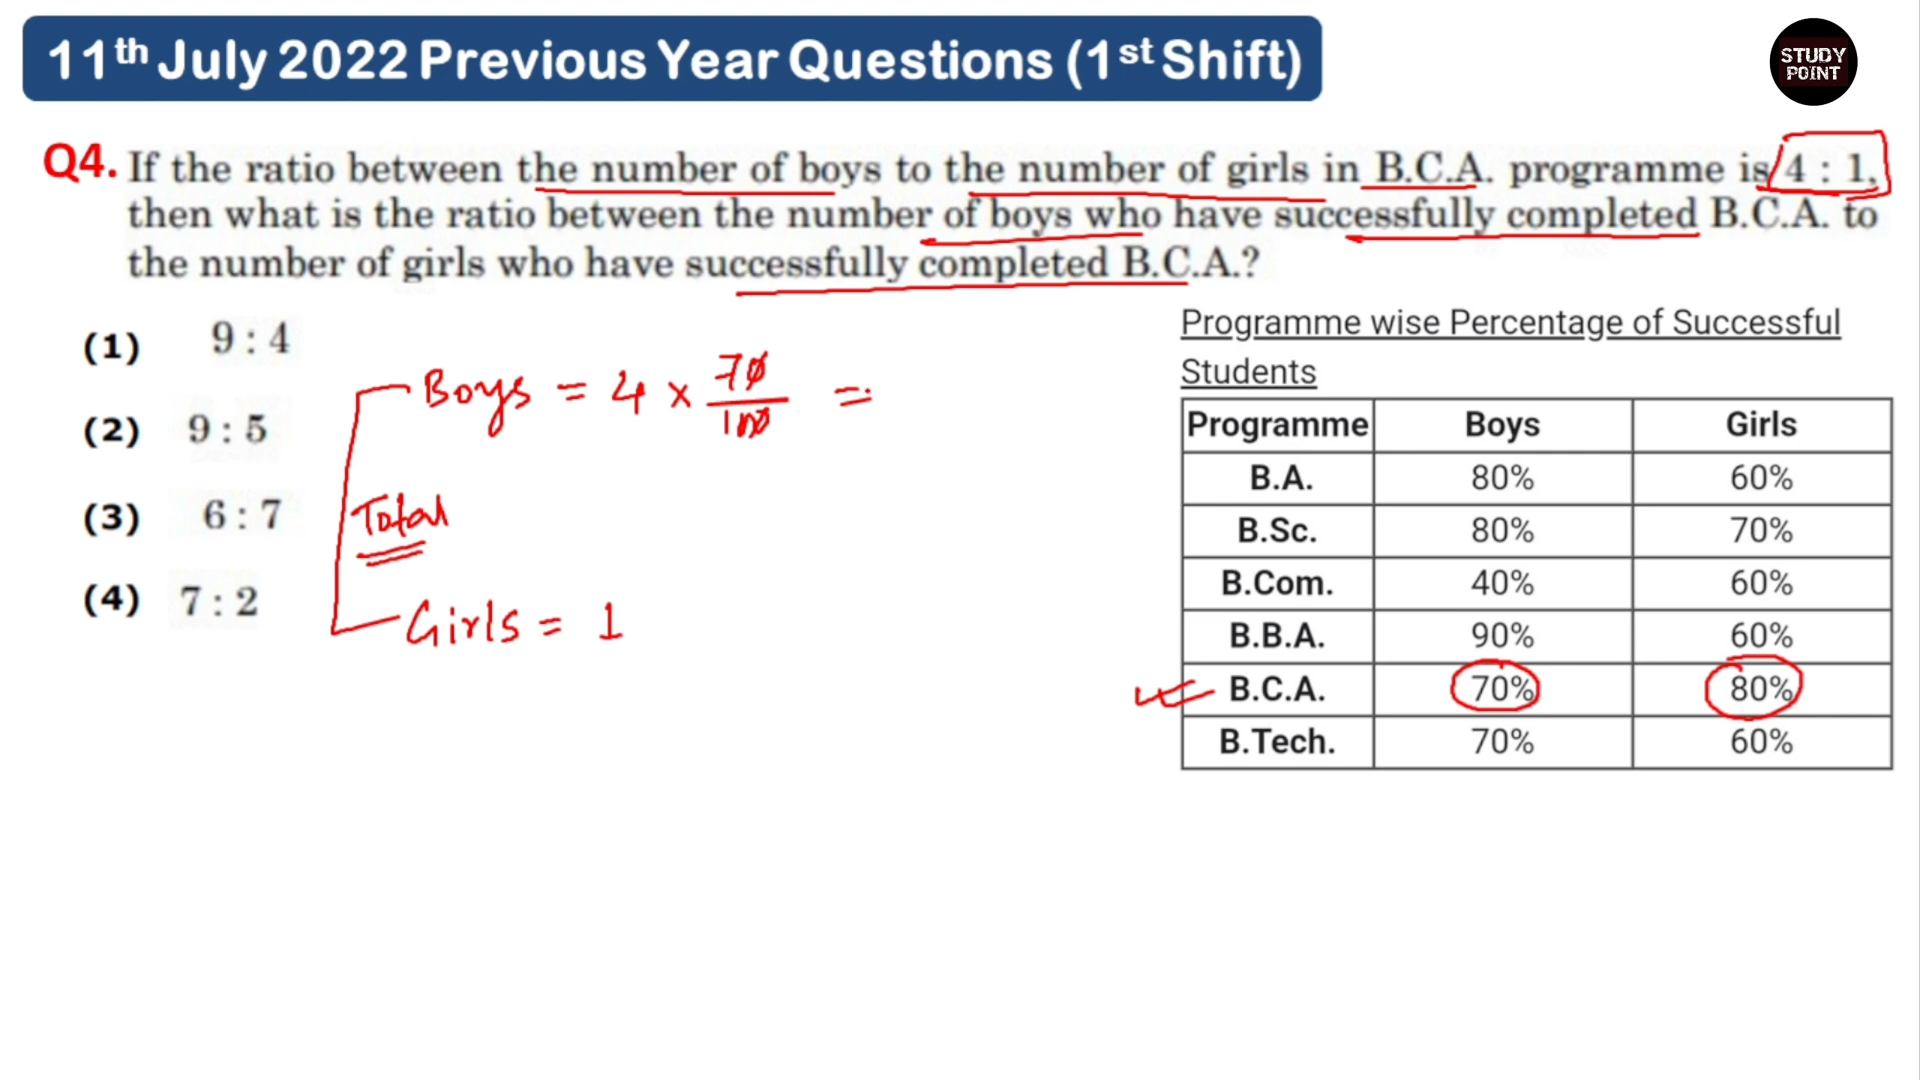 11th July 2022 Previous Year Questions (1st Shift)
STUDY
POINT
Q4. If the ratio between the number of boys to the number of girls in B.C.A. programme is 4 : 1,
then what is the ratio between the number of boys who have successfully completed B.C.A. to
the number of girls who have successfully completed B.C.A.?
(1) 9 : 4
(2) 9 : 5
(3) 6 : 7
(4) 7 : 2
Boys = 4 × 70/100 =
Total
Girls = 1
Programme wise Percentage of Successful
Students
Programme Boys Girls
B.A. 80% 60%
B.Sc. 80% 70%
B.Com. 40% 60%
B.B.A. 90% 60%
B.C.A. 70% 80%
B.Tech. 70% 60%